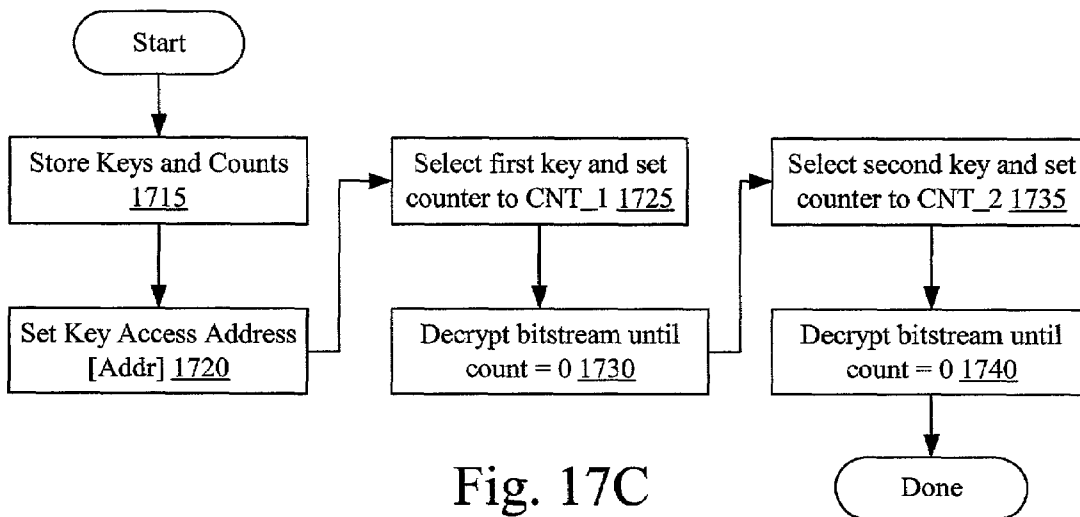 Start
Store Keys and Counts
1715
Set Key Access Address
[Addr] 1720
Select first key and set
counter to CNT_1 1725
Decrypt bitstream until
count = 0 1730
Select second key and set
counter to CNT_2 1735
Decrypt bitstream until
count = 0 1740
Done
Fig. 17C